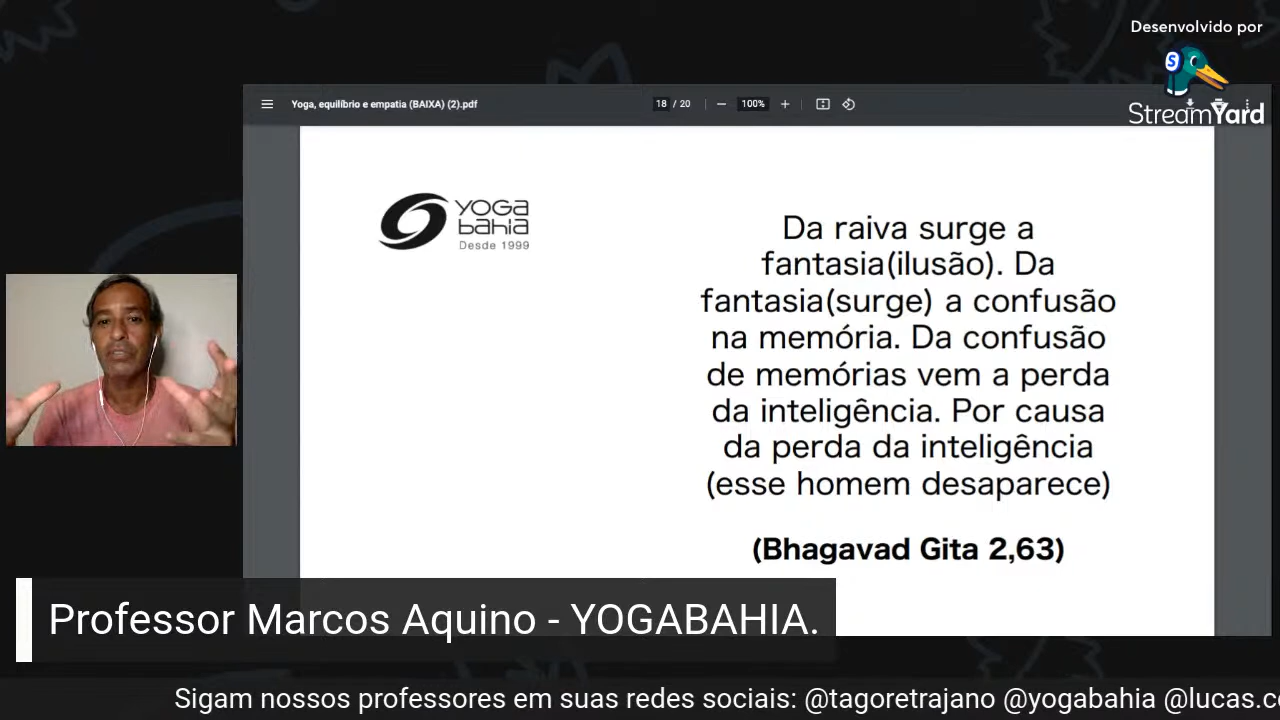 Desenvolvido por
StreamYard
Yoga, equilíbrio e empatia (BAIXA) (2).pdf
18 / 20
100%
YOGA
bahia
Desde 1999
Da raiva surge a
fantasia(ilusão). Da
fantasia(surge) a confusão
na memória. Da confusão
de memórias vem a perda
da inteligência. Por causa
da perda da inteligência
(esse homem desaparece)
(Bhagavad Gita 2,63)
Professor Marcos Aquino - YOGABAHIA.
Sigam nossos professores em suas redes sociais: @tagoretrajano @yogabahia @lucas.c